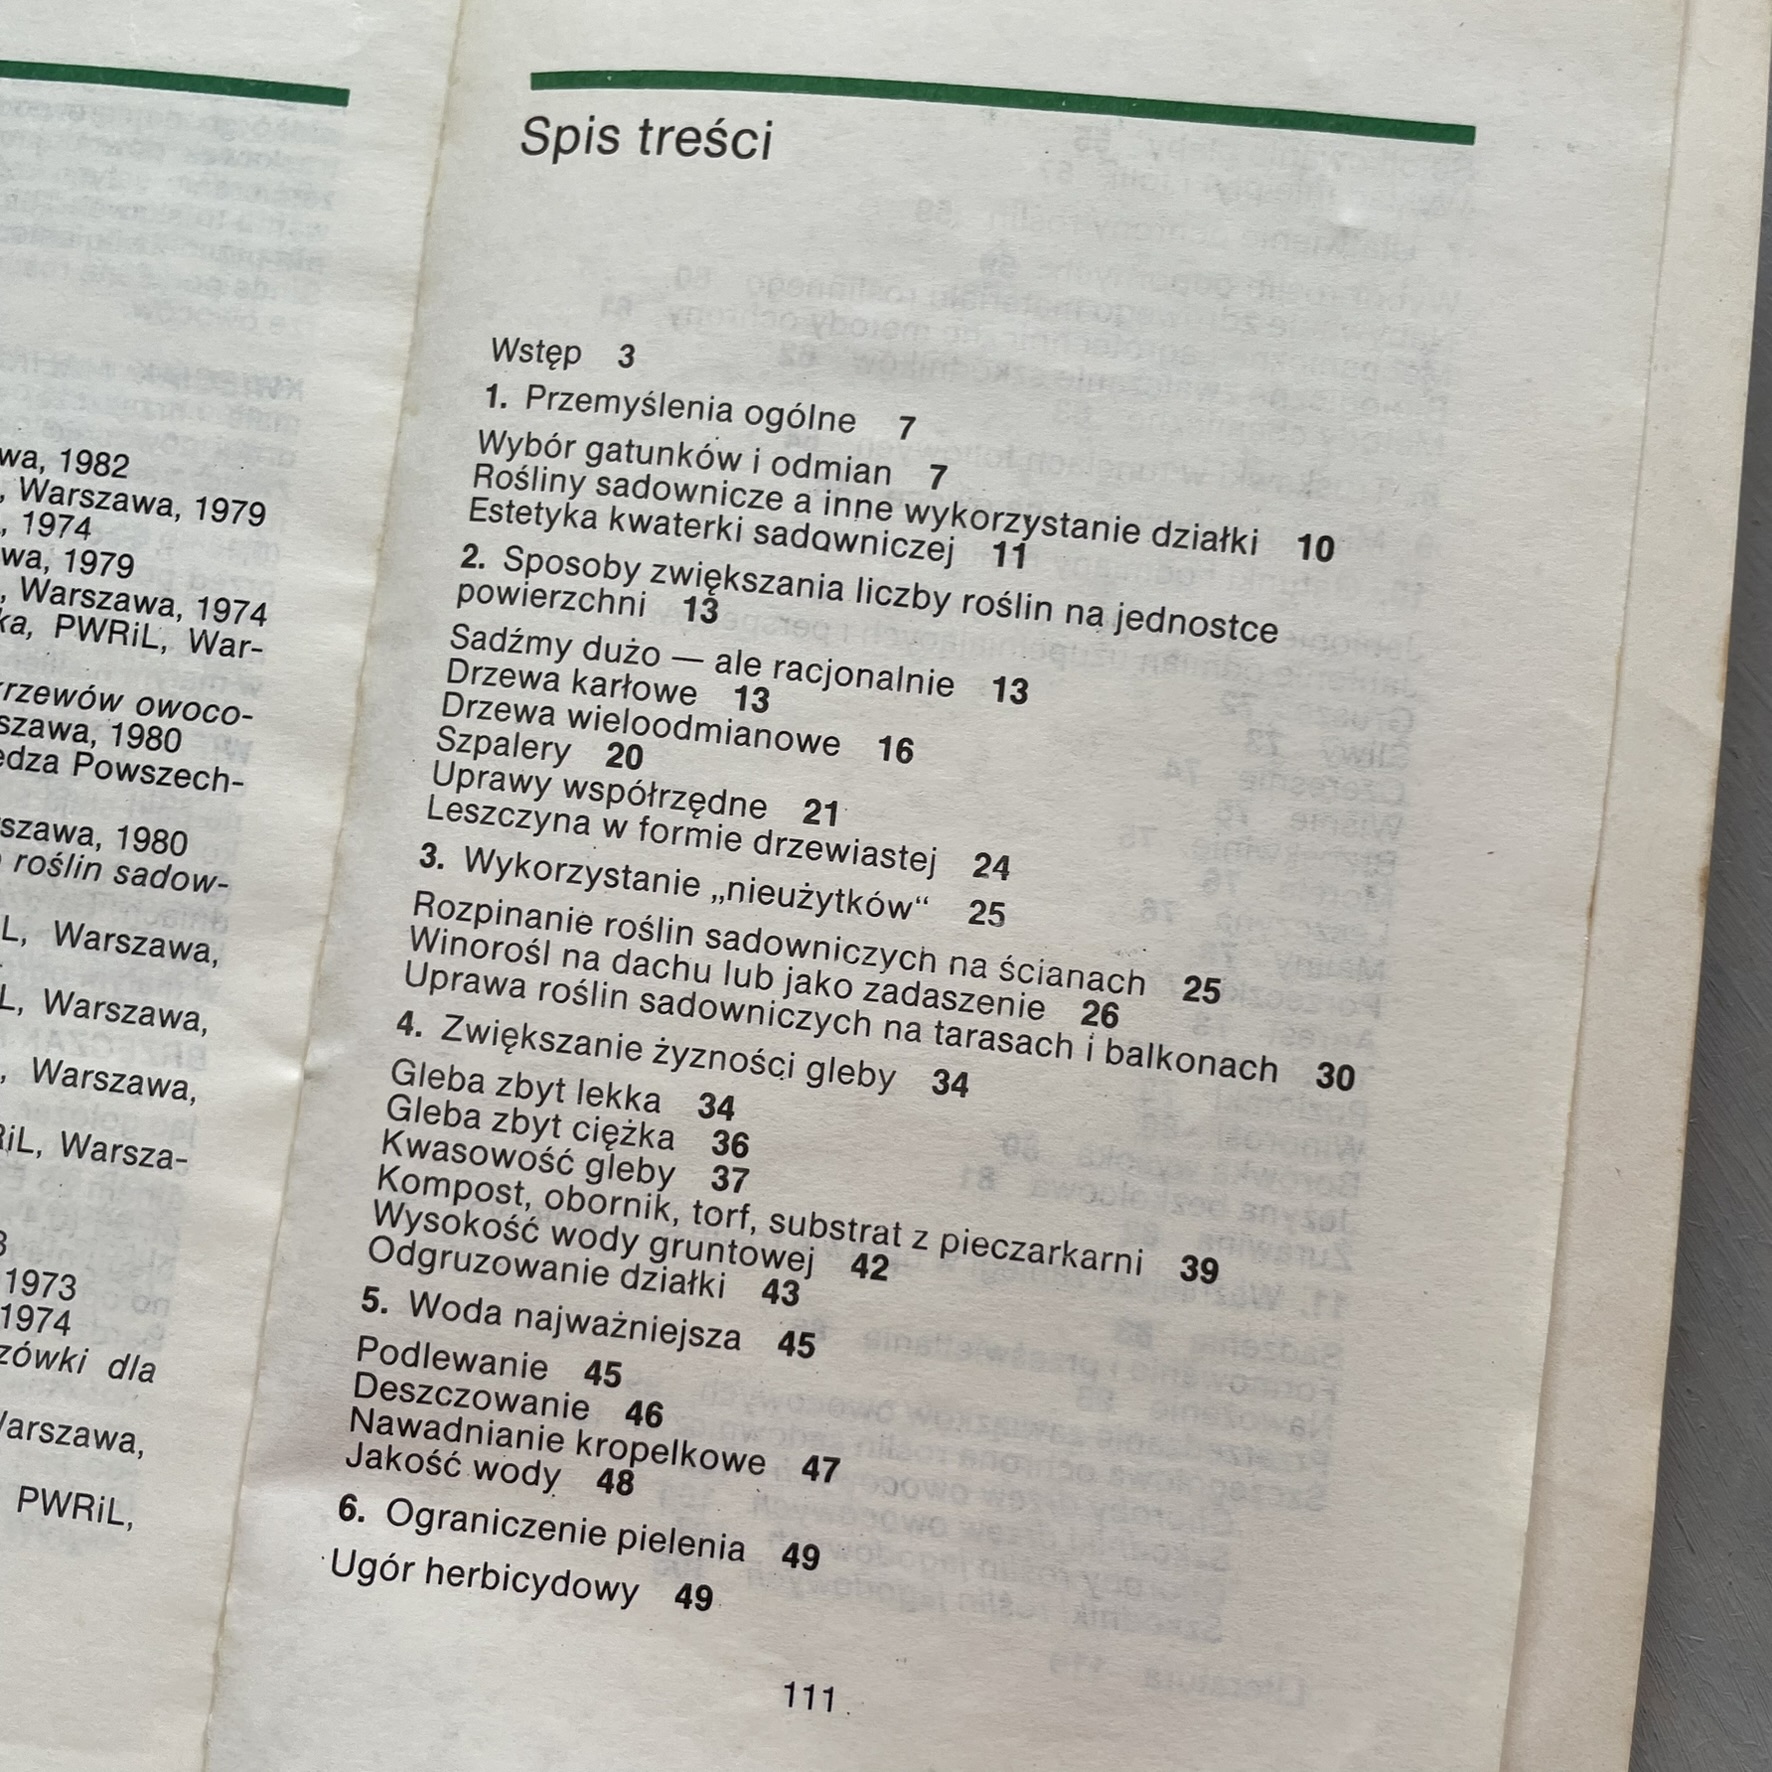 wa, 1982
, Warszawa, 1979
, 1974
wa, 1979
, Warszawa, 1974
ka, PWRiL, War-
krzewów owoco-
szawa, 1980
edza Powszech-
szawa, 1980
roślin sadow-
L, Warszawa,
L, Warszawa,
, Warszawa,
RiL, Warsza-
1973
1974
zówki dla
Warszawa,
PWRiL,
Spis treści
Wstęp 3
1. Przemyślenia ogólne 7
Wybór gatunków i odmian 7
Rośliny sadownicze a inne wykorzystanie działki 10
Estetyka kwaterki sadowniczej 11
2. Sposoby zwiększania liczby roślin na jednostce
powierzchni 13
Sadźmy dużo — ale racjonalnie 13
Drzewa karłowe 13
Drzewa wieloodmianowe 16
Szpalery 20
Uprawy współrzędne 21
Leszczyna w formie drzewiastej 24
3. Wykorzystanie „nieużytków“ 25
Rozpinanie roślin sadowniczych na ścianach 25
Winorośl na dachu lub jako zadaszenie 26
Uprawa roślin sadowniczych na tarasach i balkonach 30
4. Zwiększanie żyzności gleby 34
Gleba zbyt lekka 34
Gleba zbyt ciężka 36
Kwasowość gleby 37
Kompost, obornik, torf, substrat z pieczarkarni 39
Wysokość wody gruntowej 42
Odgruzowanie działki 43
5. Woda najważniejsza 45
Podlewanie 45
Deszczowanie 46
Nawadnianie kropelkowe 47
Jakość wody 48
6. Ograniczenie pielenia 49
Ugór herbicydowy 49
111